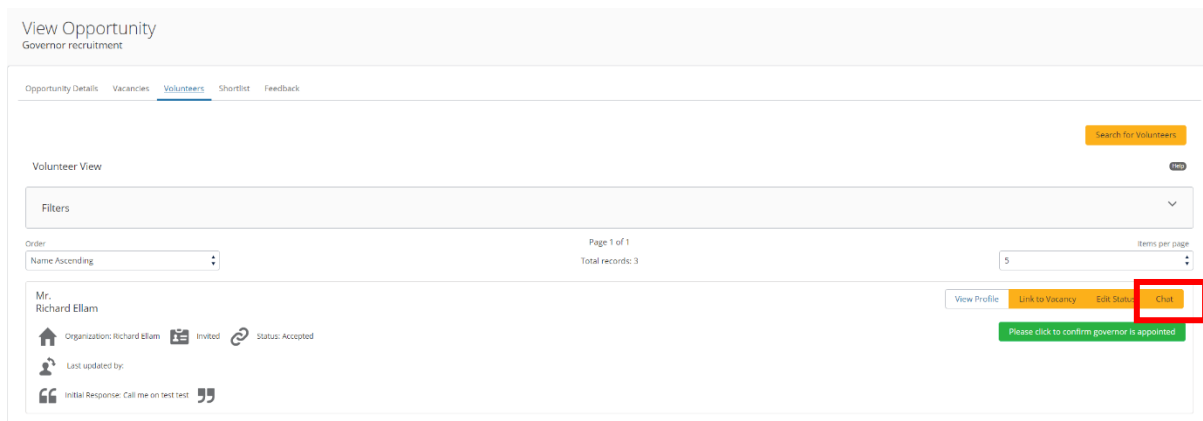 View Opportunity
Governor recruitment
Opportunity Details Vacancies Volunteers Shortlist Feedback
Search for Volunteers
Volunteer View Help
Filters
Order Page 1 of 1 Items per page
Name Ascending Total records: 3 5
Mr.
Richard Ellam
View Profile Link to Vacancy Edit Status Chat
Organization: Richard Ellam Invited Status: Accepted
Please click to confirm governor is appointed
Last updated by:
Initial Response: Call me on test test